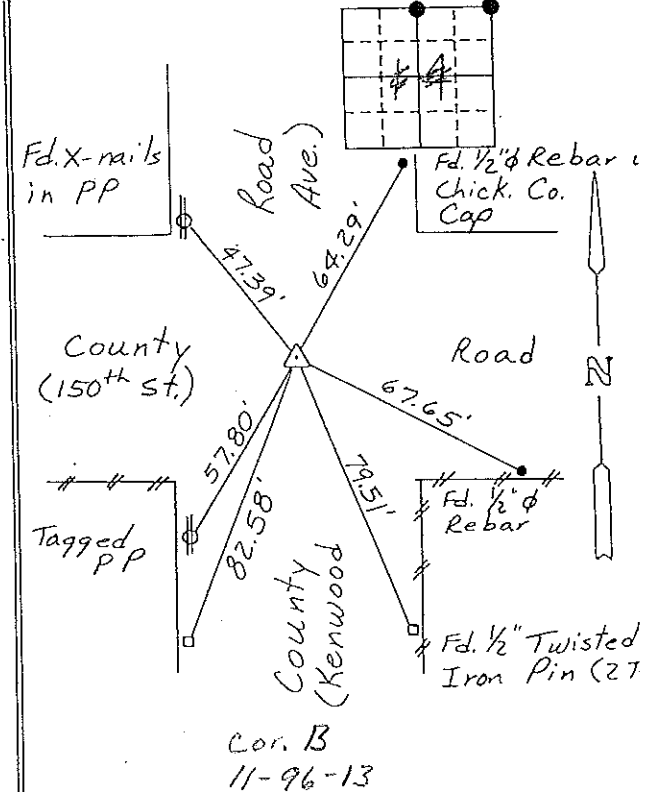 Fd. X-nails
in PP
Road
Ave.)
Fd. 1/2"ϕ Rebar
Chick. Co.
Cap
47.39'
64.29'
County
(150th St.)
Road
N
67.65'
57.80'
82.58'
79.51'
Fd. 1/2"ϕ
Rebar
Tagged
PP
County
(Kenwood
Fd. 1/2" Twisted
Iron Pin (2
Cor. B
11-96-13